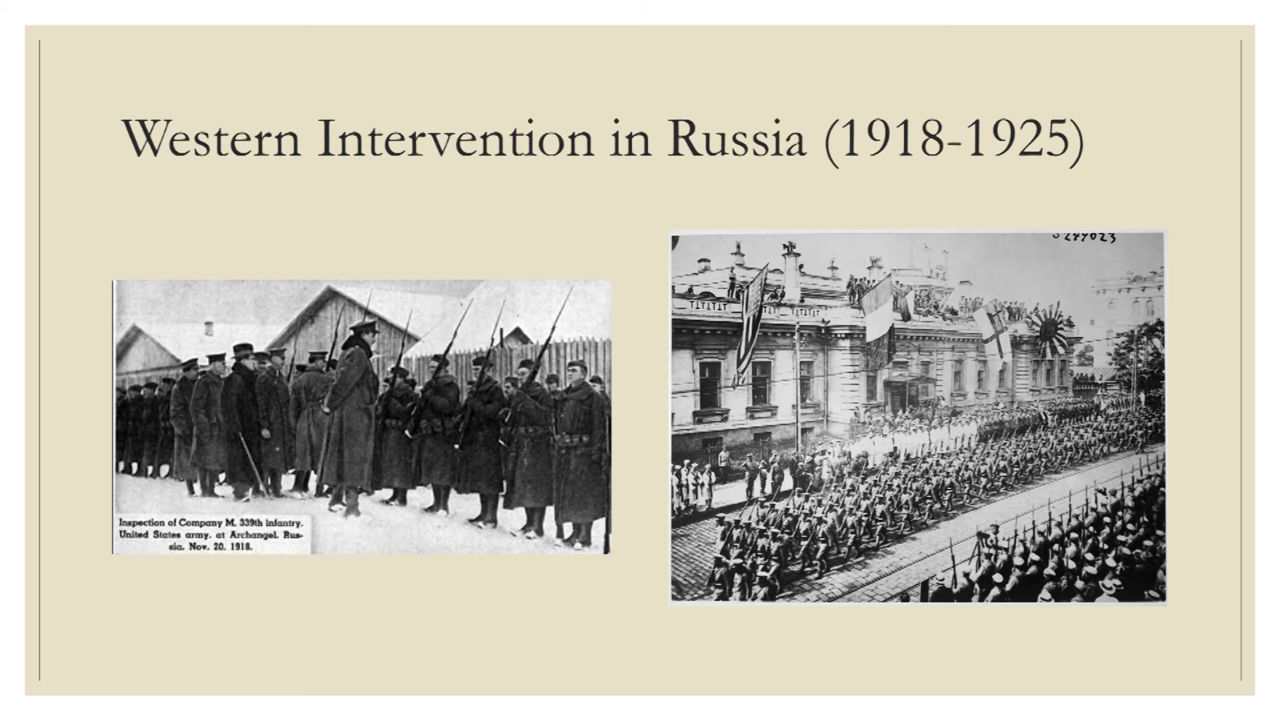 Western Intervention in Russia (1918-1925)
Inspection of Company M, 339th infantry,
United States army, at Archangel, Rus-
sia, Nov. 20, 1918.